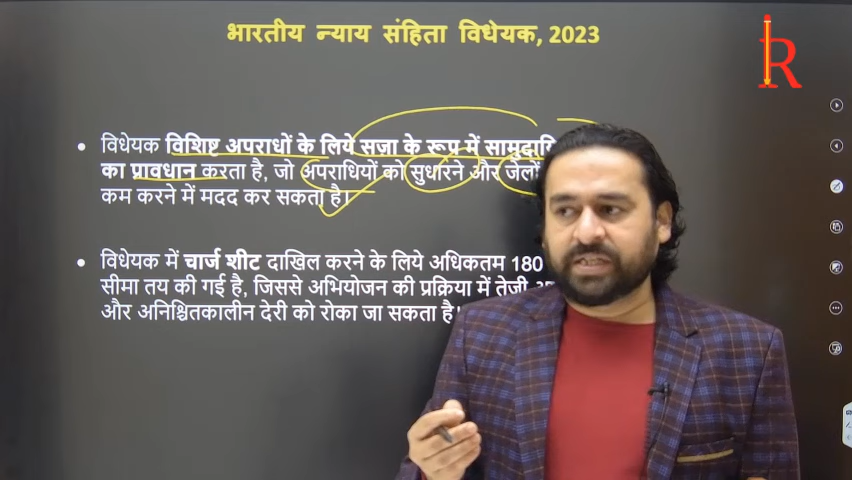 भारतीय न्याय संहिता विधेयक, 2023
R
विधेयक विशिष्ट अपराधों के लिये सजा के रूप में
का प्रावधान करता है, जो अपराधियों को सुधारने और जेलों
कम करने में मदद कर सकता है।
विधेयक में चार्ज शीट दाखिल करने के लिये अधिकतम 180
सीमा तय की गई है, जिससे अभियोजन की प्रक्रिया में तेजी
और अनिश्चितकालीन देरी को रोका जा सकता है।